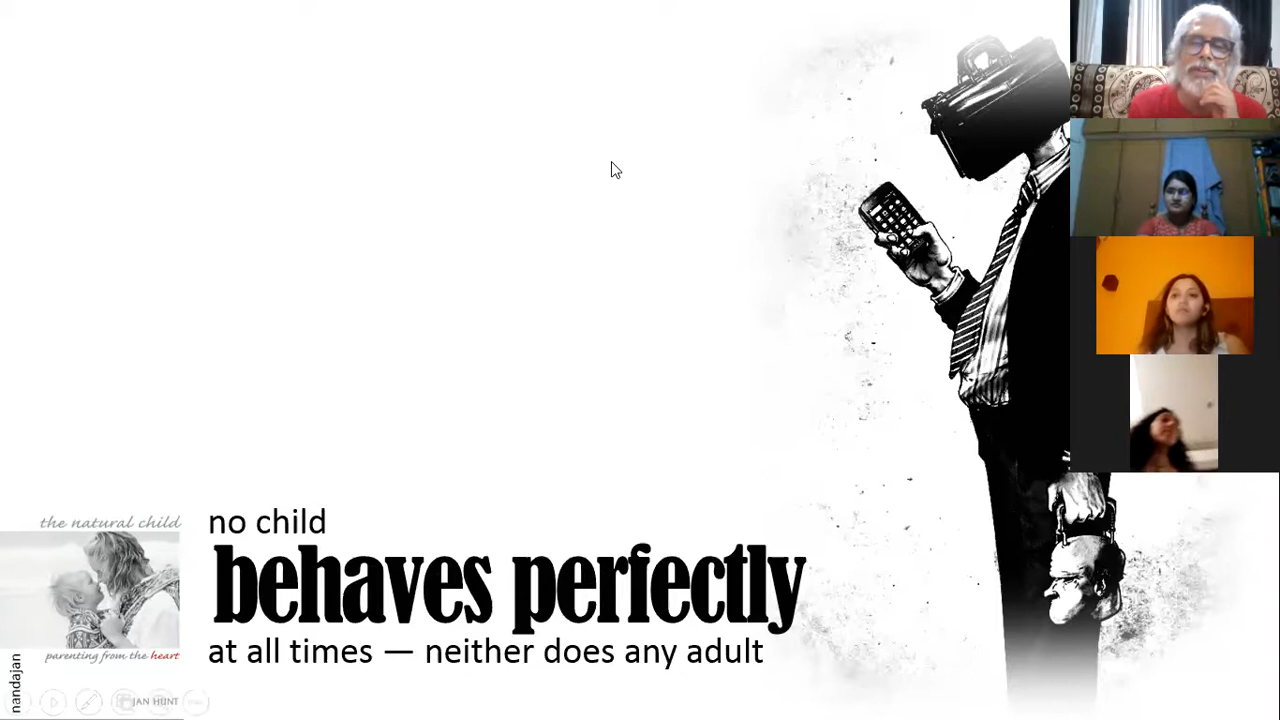 the natural child
parenting from the heart
JAN HUNT
nandajan
no child
behaves perfectly
at all times — neither does any adult